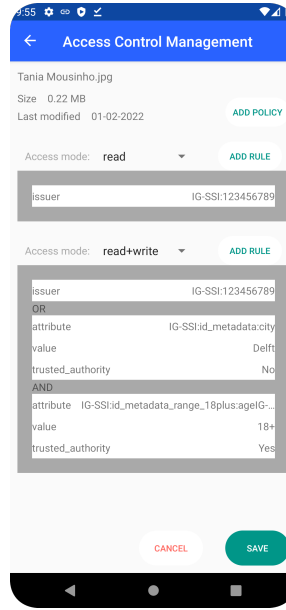 9:55
Access Control Management
Tania Mousinho.jpg
Size 0.22 MB
Last modified 01-02-2022
ADD POLICY
Access mode: read ADD RULE
issuer IG-SSI:123456789
Access mode: read+write ADD RULE
issuer IG-SSI:123456789
OR
attribute IG-SSI:id_metadata:city
value Delft
trusted_authority No
AND
attribute IG-SSI:id_metadata_range_18plus:ageIG-...
value 18+
trusted_authority Yes
CANCEL SAVE